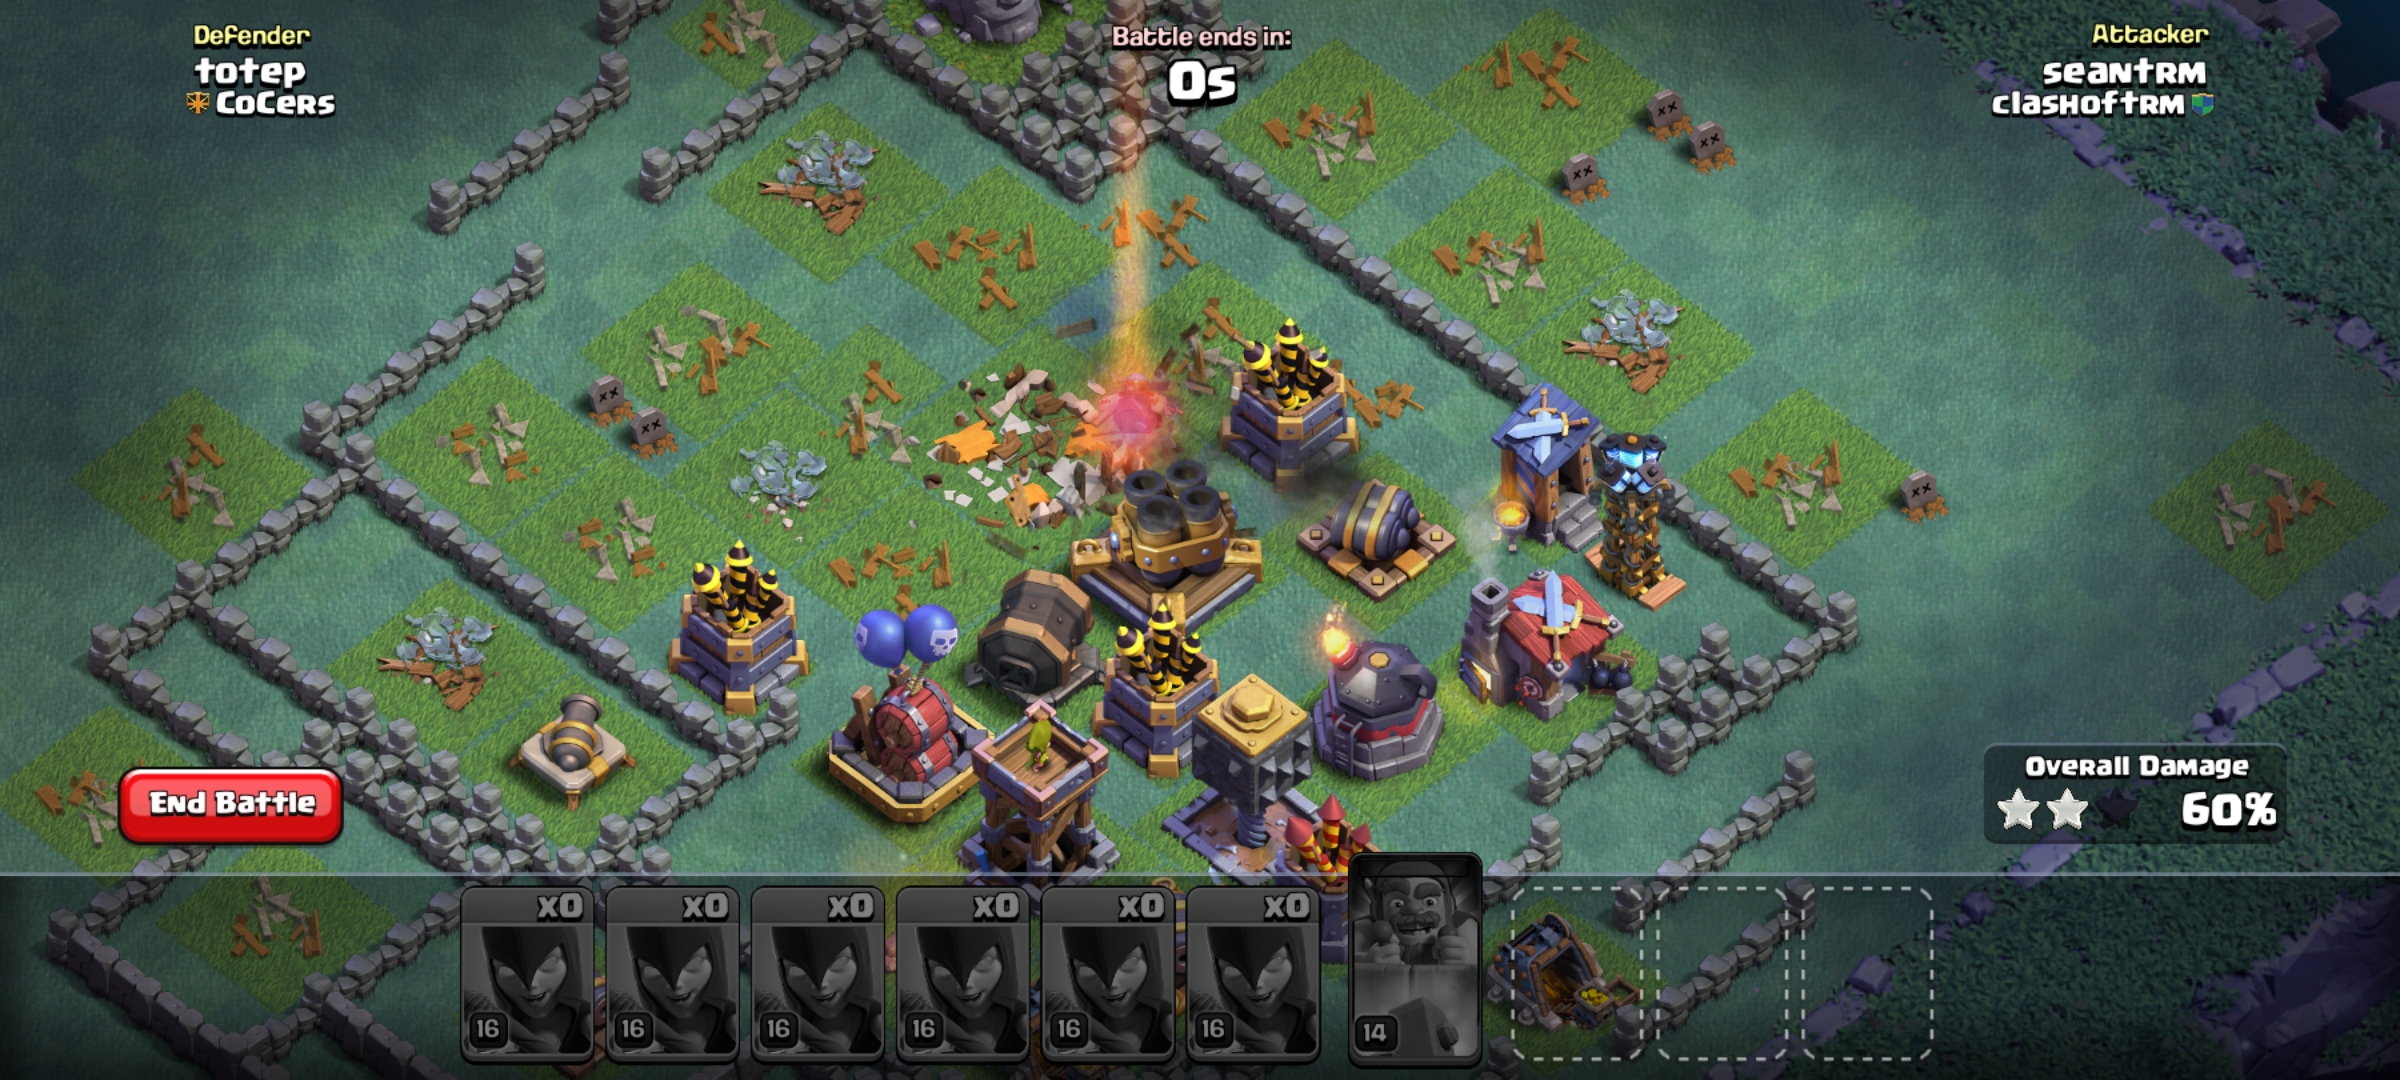 Defender
totep
CoCers
Battle ends in:
0s
Attacker
seantRM
clashoftRM
End Battle
Overall Damage
60%
x0 x0 x0 x0 x0 x0
16 16 16 16 16 16 14